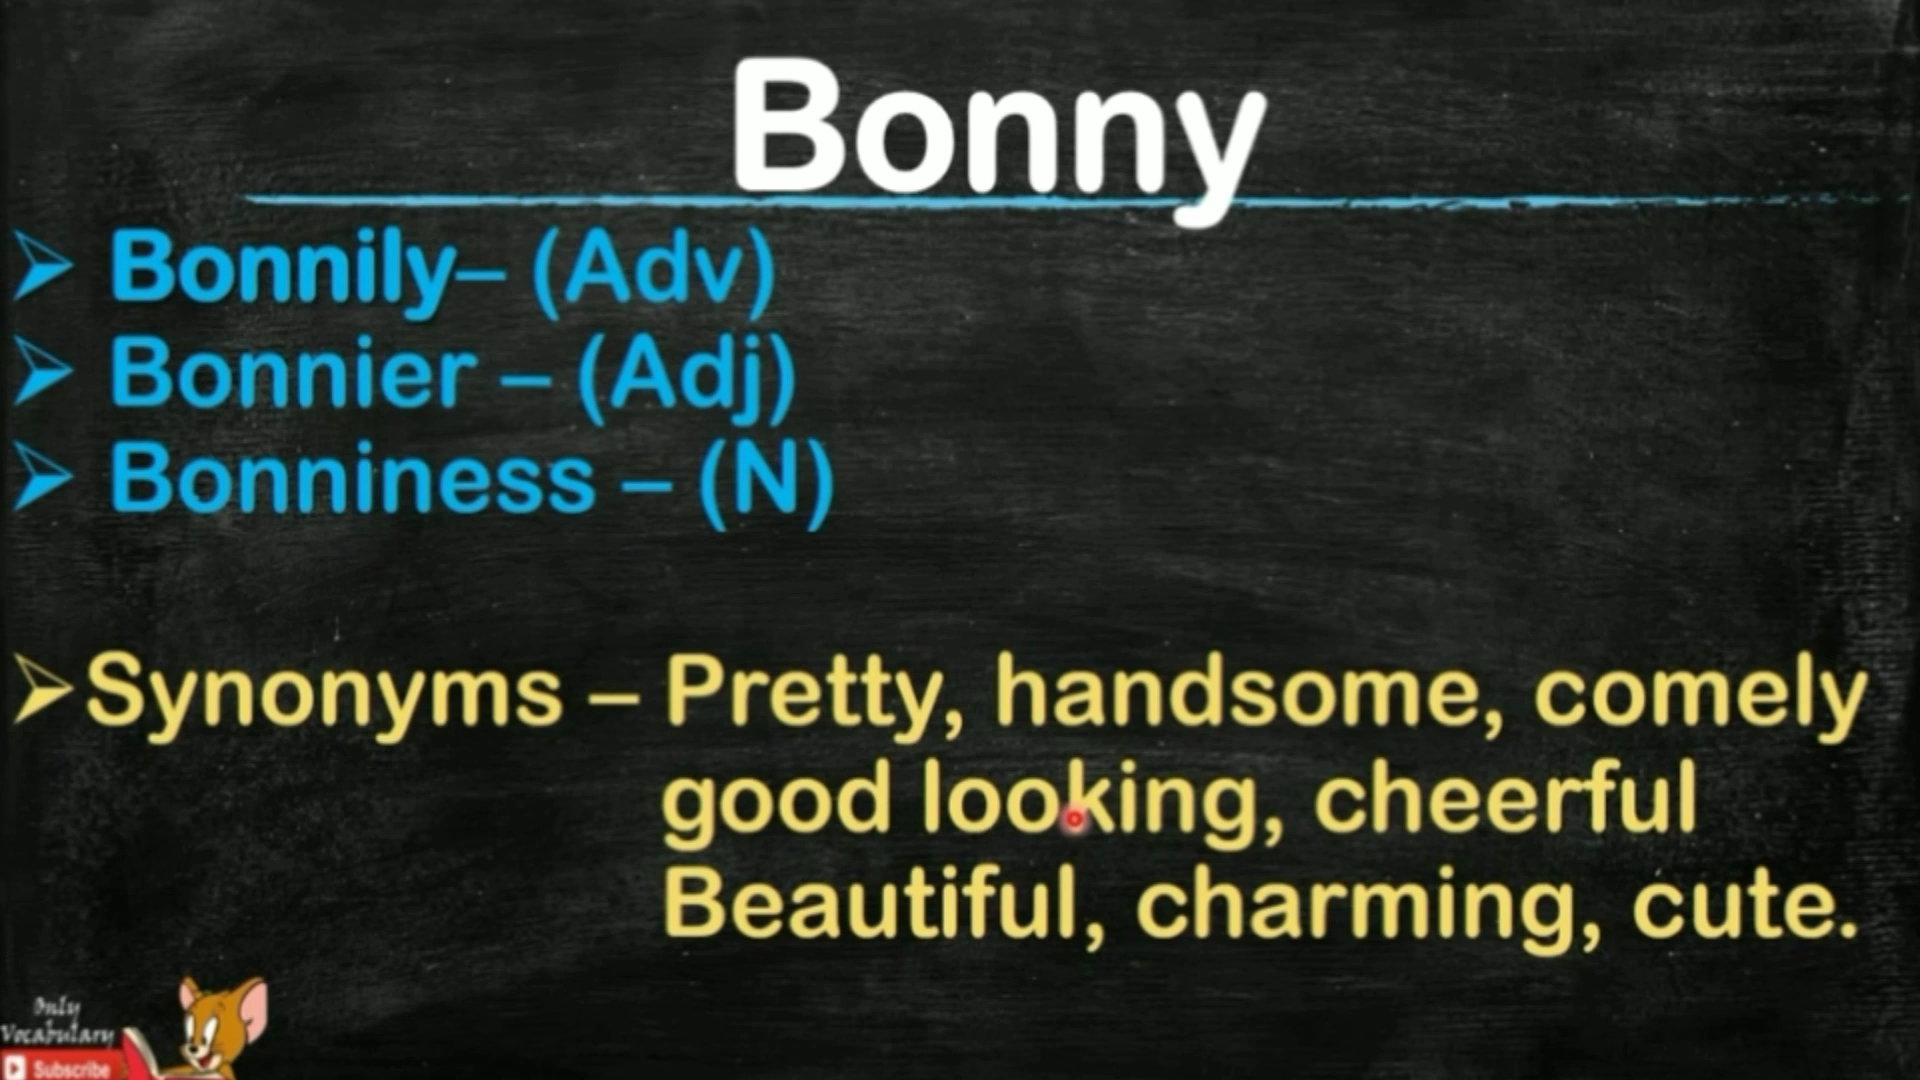 Bonny
Bonnily– (Adv)
Bonnier – (Adj)
Bonniness – (N)
Synonyms – Pretty, handsome, comely
good looking, cheerful
Beautiful, charming, cute.
Only
Vocabulary
Subscribe